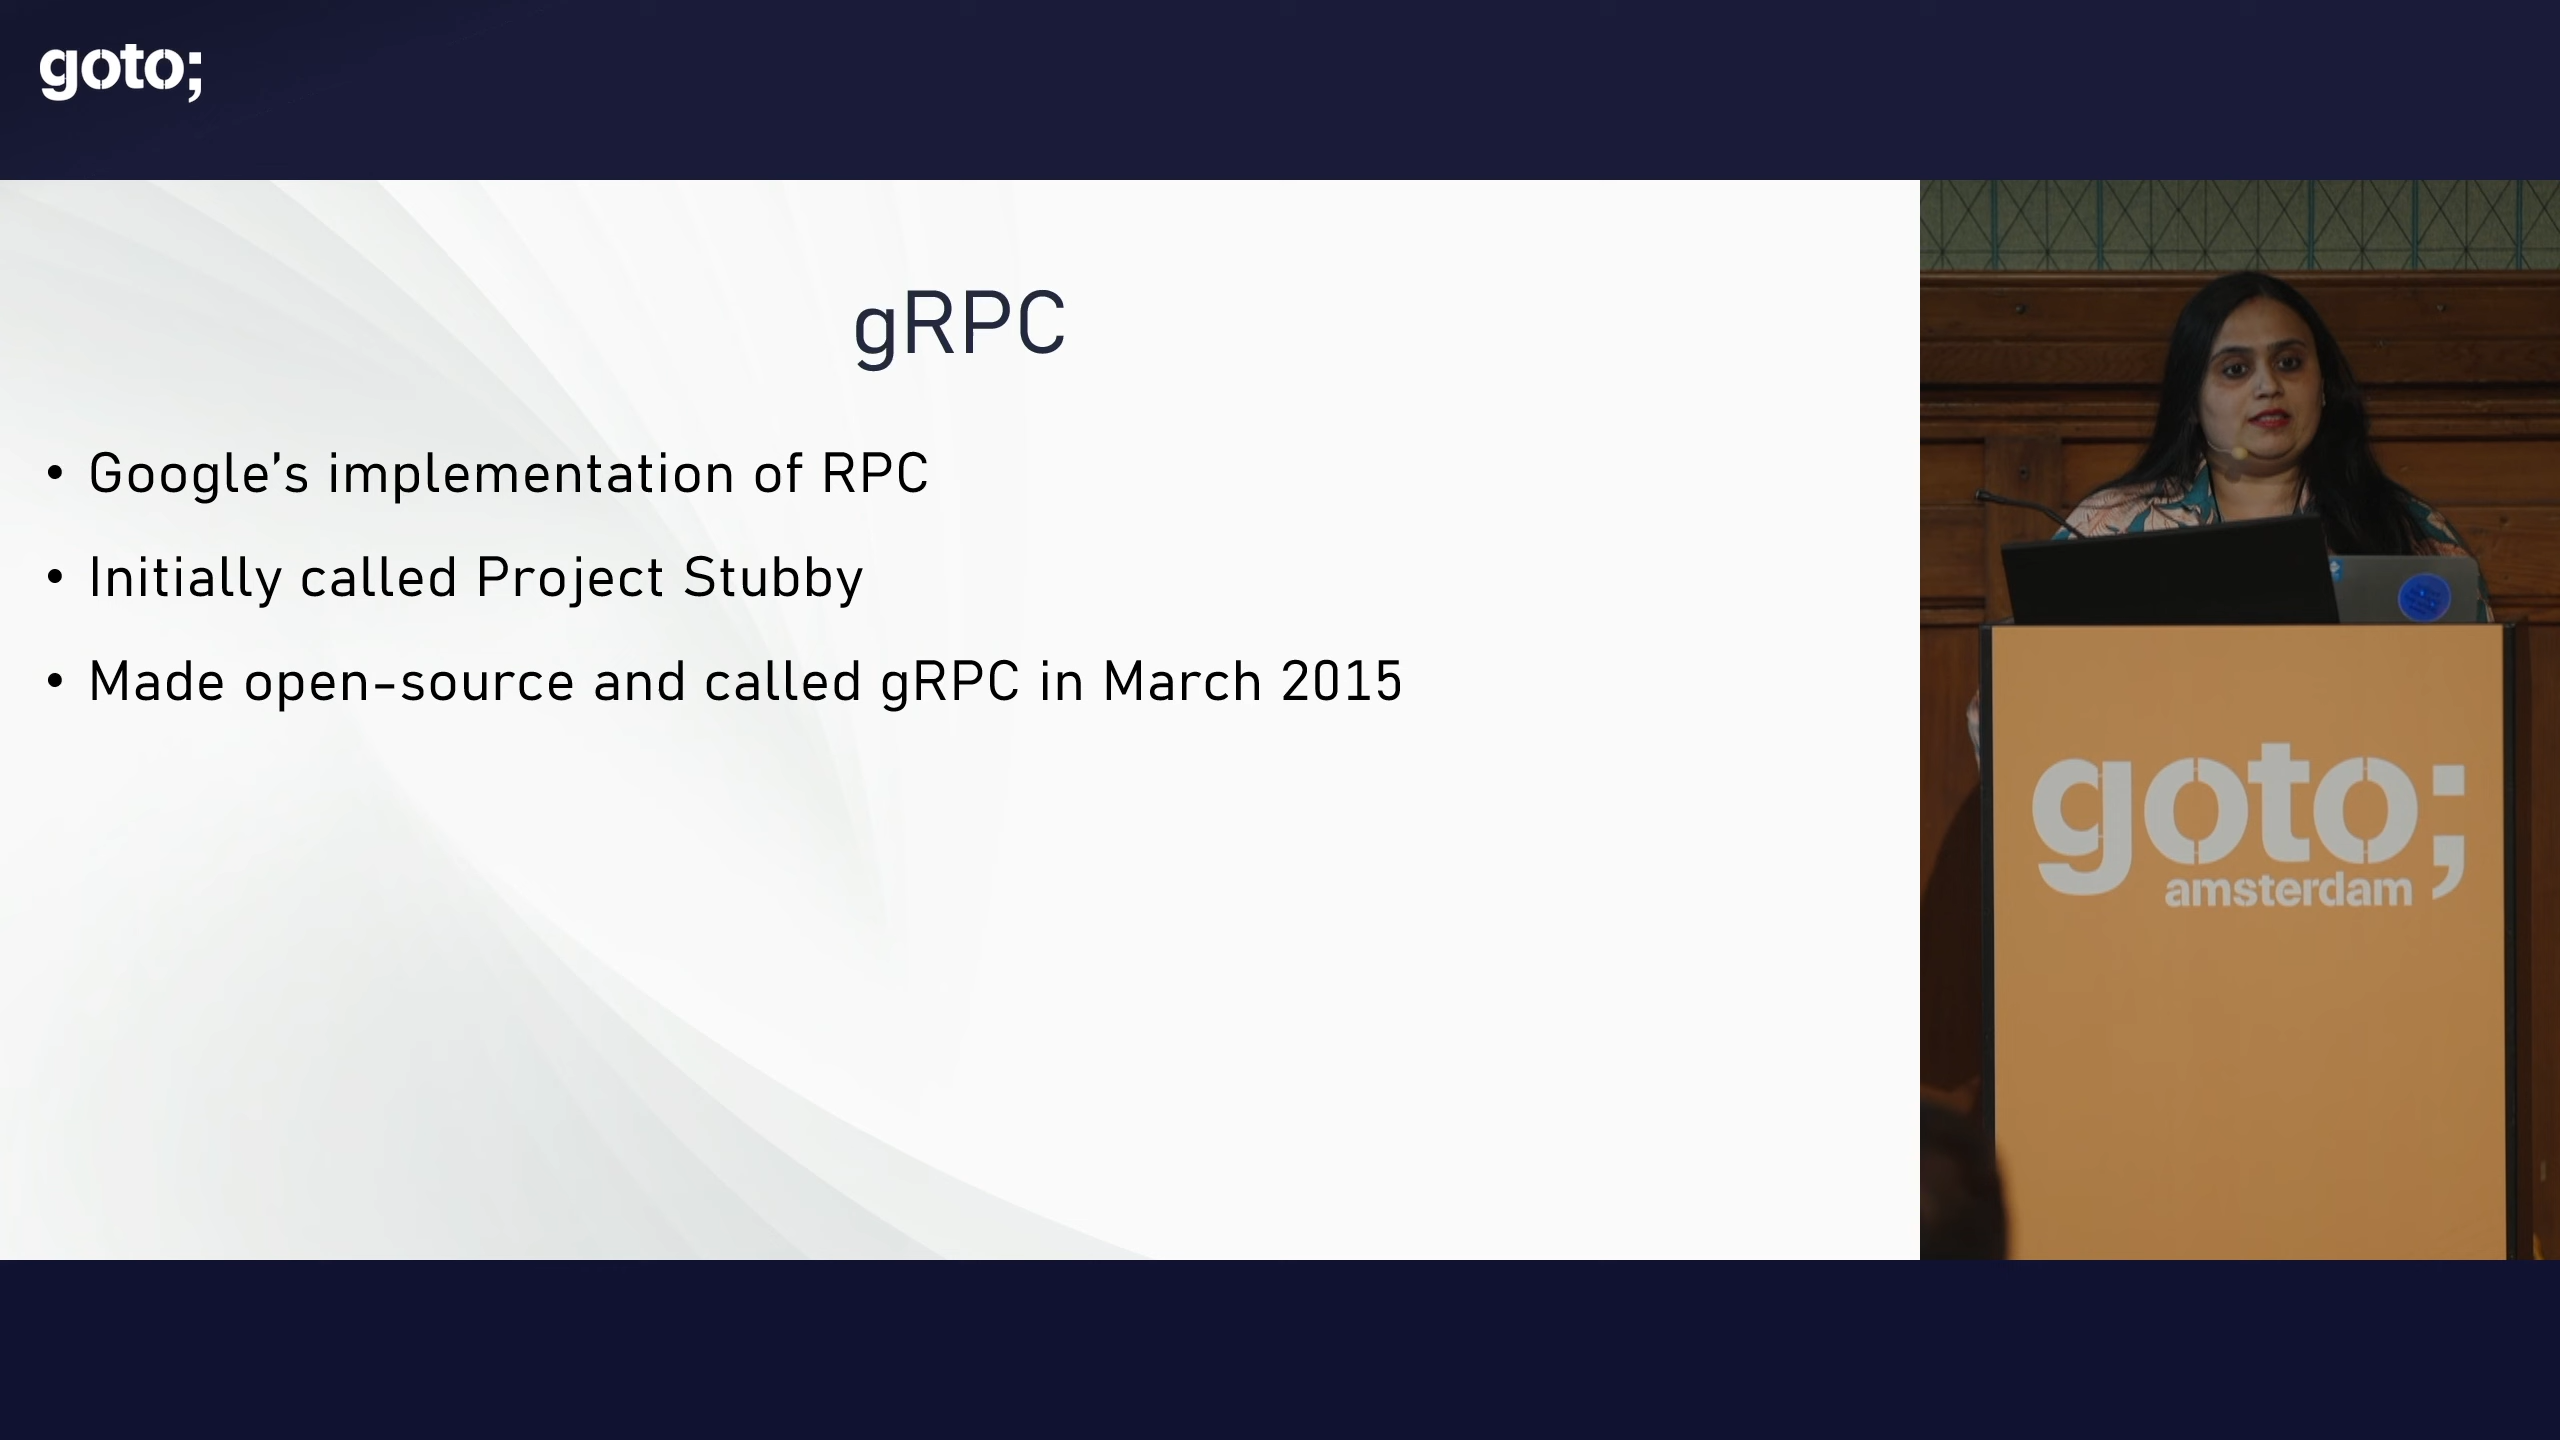 goto;
gRPC
• Google's implementation of RPC
• Initially called Project Stubby
• Made open-source and called gRPC in March 2015
goto;
amsterdam